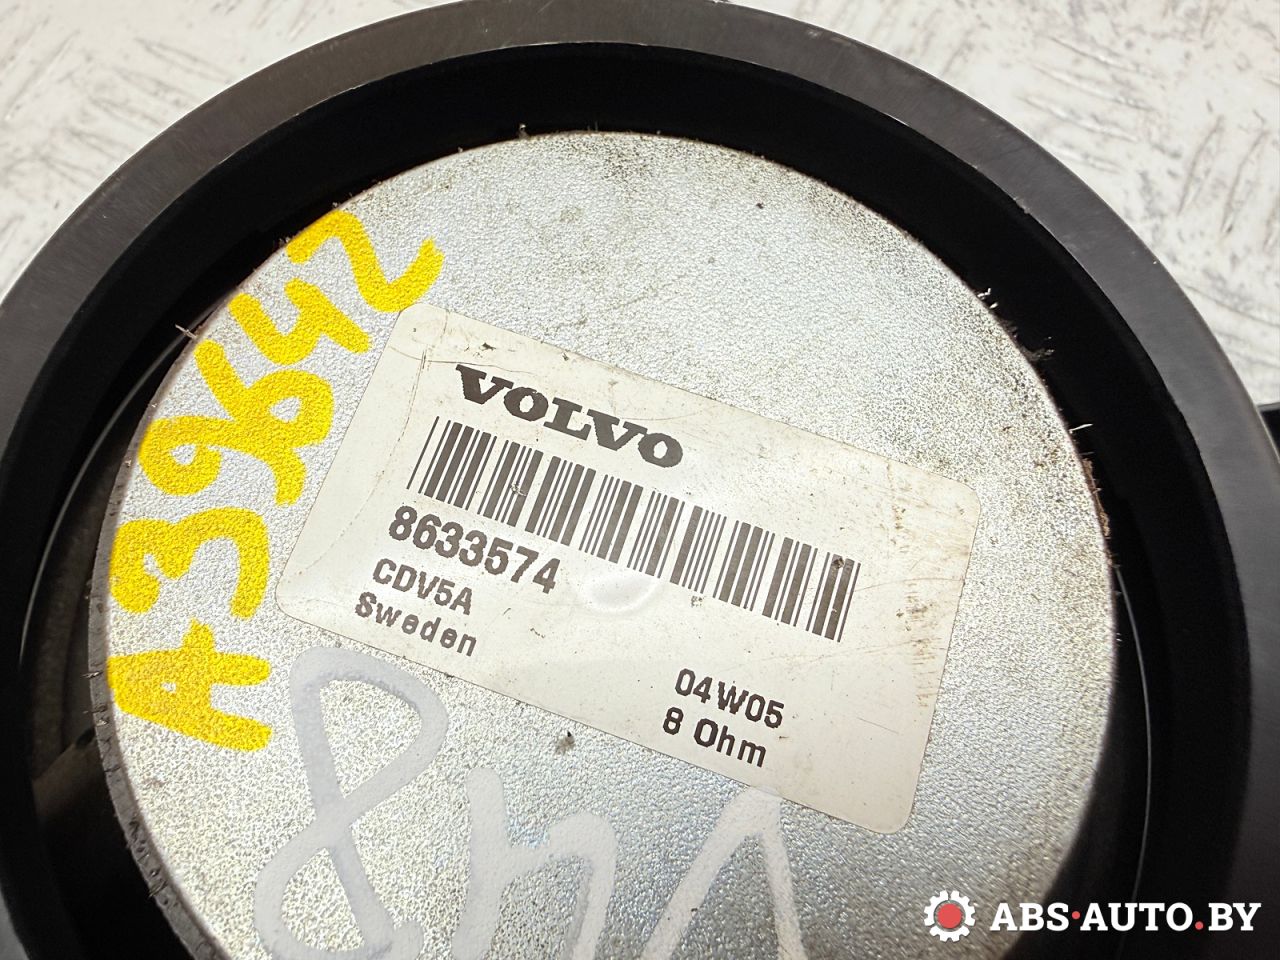 VOLVO
8633574
CDV5A
Sweden
04W05
8 Ohm
A39642
ABS-AUTO.BY